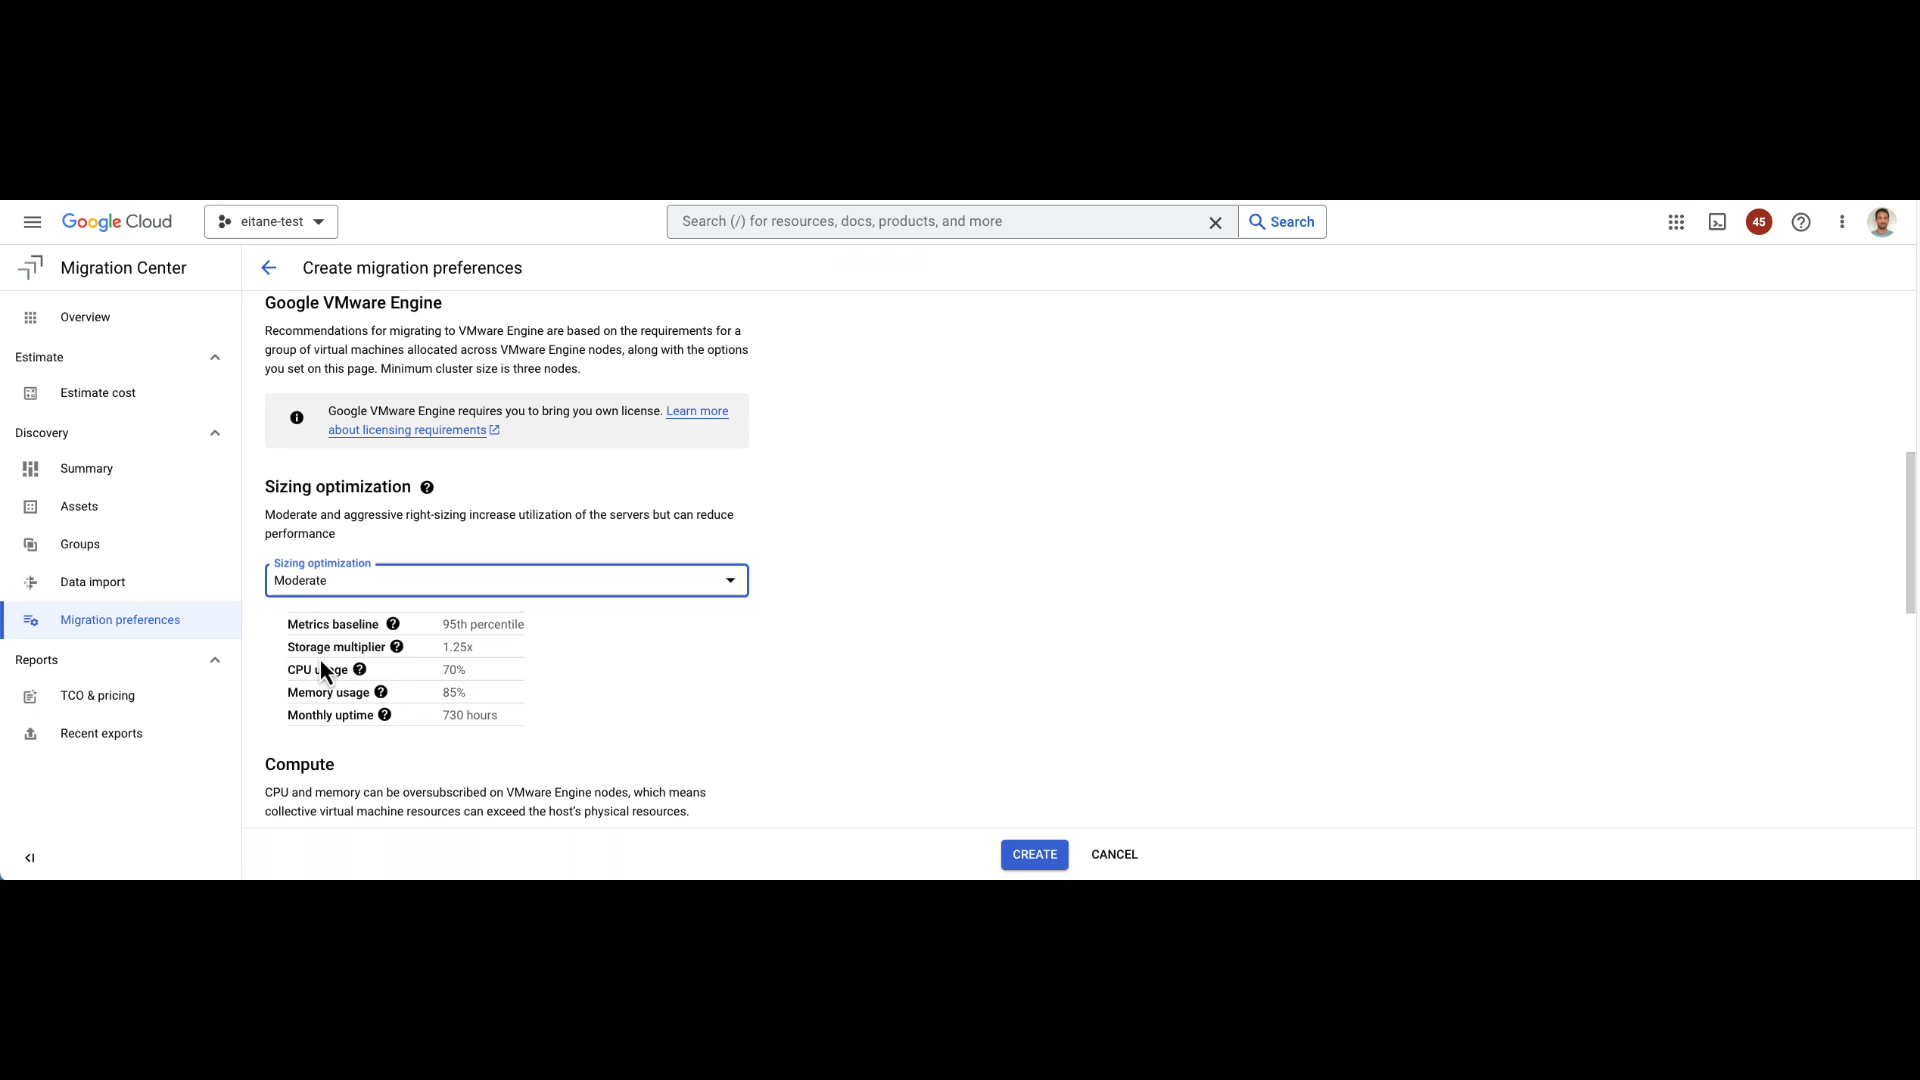 Google Cloud
eitane-test
Search (/) for resources, docs, products, and more
Search
45
Migration Center
Create migration preferences
Overview
Estimate
Estimate cost
Discovery
Summary
Assets
Groups
Data import
Migration preferences
Reports
TCO & pricing
Recent exports
Google VMware Engine
Recommendations for migrating to VMware Engine are based on the requirements for a
group of virtual machines allocated across VMware Engine nodes, along with the options
you set on this page. Minimum cluster size is three nodes.
Google VMware Engine requires you to bring you own license. Learn more
about licensing requirements
Sizing optimization
Moderate and aggressive right-sizing increase utilization of the servers but can reduce
performance
Sizing optimization
Moderate
Metrics baseline 95th percentile
Storage multiplier 1.25x
CPU usage 70%
Memory usage 85%
Monthly uptime 730 hours
Compute
CPU and memory can be oversubscribed on VMware Engine nodes, which means
collective virtual machine resources can exceed the host's physical resources.
CREATE
CANCEL